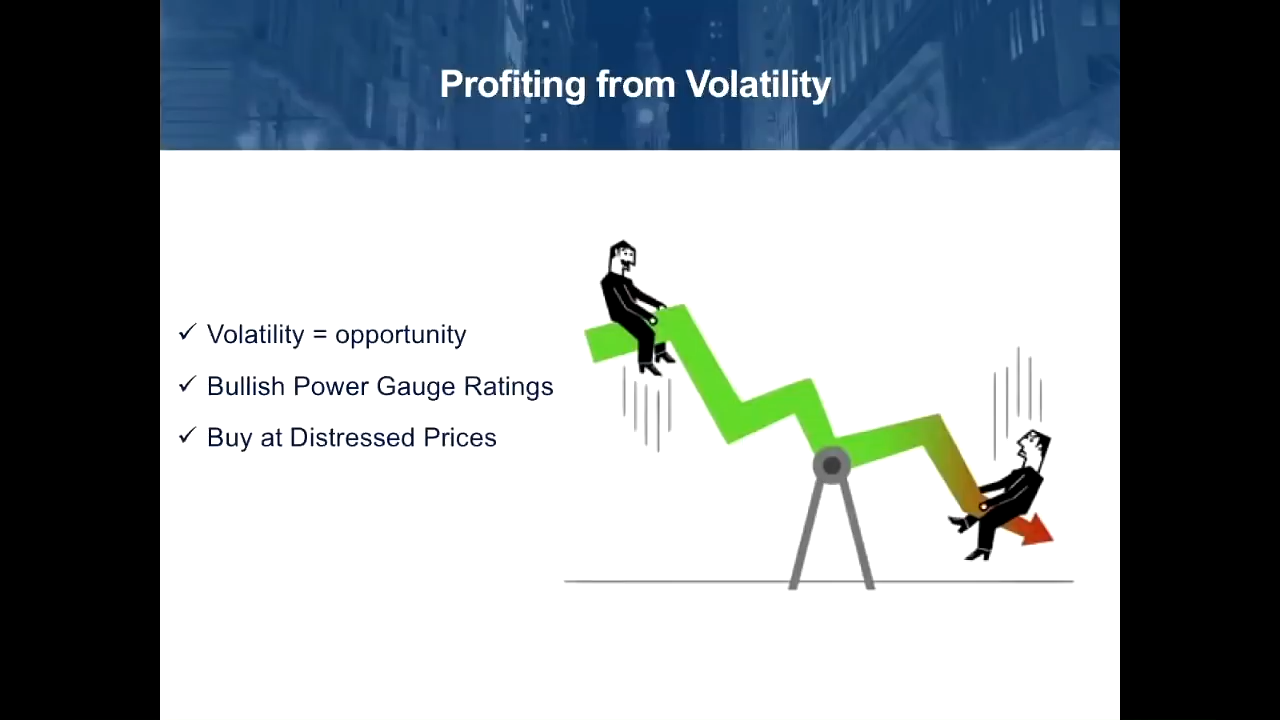 Profiting from Volatility
✓ Volatility = opportunity
✓ Bullish Power Gauge Ratings
✓ Buy at Distressed Prices